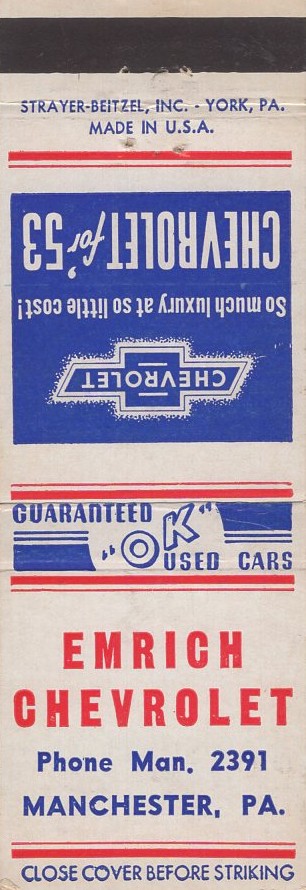 STRAYER-BEITZEL, INC. - YORK, PA.
MADE IN U.S.A.
CHEVROLET
So much luxury at so little cost!
CHEVROLET for '53
GUARANTEED
"OK"
USED CARS
EMRICH
CHEVROLET
Phone Man. 2391
MANCHESTER, PA.
CLOSE COVER BEFORE STRIKING